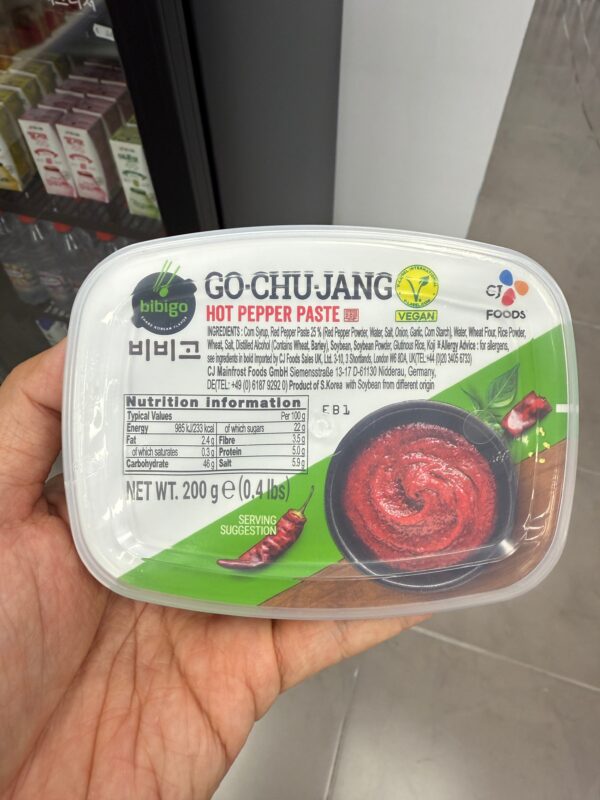 bibigo
SHARE KOREAN FLAVOR
비비고
GO·CHU·JANG
HOT PEPPER PASTE
VEGAN
CJ
FOODS
INGREDIENTS: Corn Syrup, Red Pepper Paste 25 % (Red Pepper Powder, Water, Salt, Onion, Garlic, Corn Starch), Water, Wheat Flour, Rice Powder,
Wheat, Salt, Distilled Alcohol (Contains Wheat, Barley), Soybean, Soybean Powder, Glutinous Rice, Koji ※Allergy Advice : for allergens,
see ingredients in bold Imported by CJ Foods Sales UK, Ltd. 3-10, 3 Shortlands, London W6 8DA, UK(TEL:+44 (0)20 3405 6733)
CJ Mainfrost Foods GmbH Siemensstraße 13-17 D-61130 Nidderau, Germany,
DE(TEL: +49 (0) 6187 9292 0) Product of S.Korea with Soybean from different origin
Nutrition information
Typical Values Per 100 g
Energy 985 kJ/233 kcal of which sugars 22 g
Fat 2.4 g Fibre 3.5 g
of which saturates 0.3 g Protein 5.0 g
Carbohydrate 46 g Salt 5.9 g
FB1
NET WT. 200 g e (0.4 lbs)
SERVING
SUGGESTION